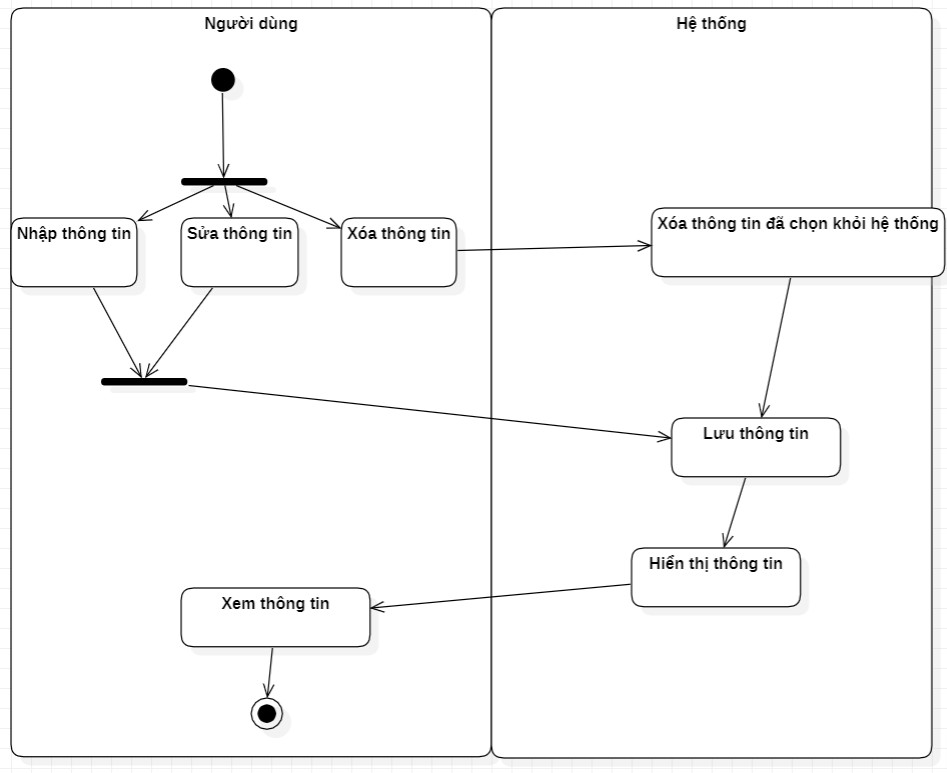 Người dùng
Hệ thống
Nhập thông tin
Sửa thông tin
Xóa thông tin
Xóa thông tin đã chọn khỏi hệ thống
Lưu thông tin
Hiển thị thông tin
Xem thông tin